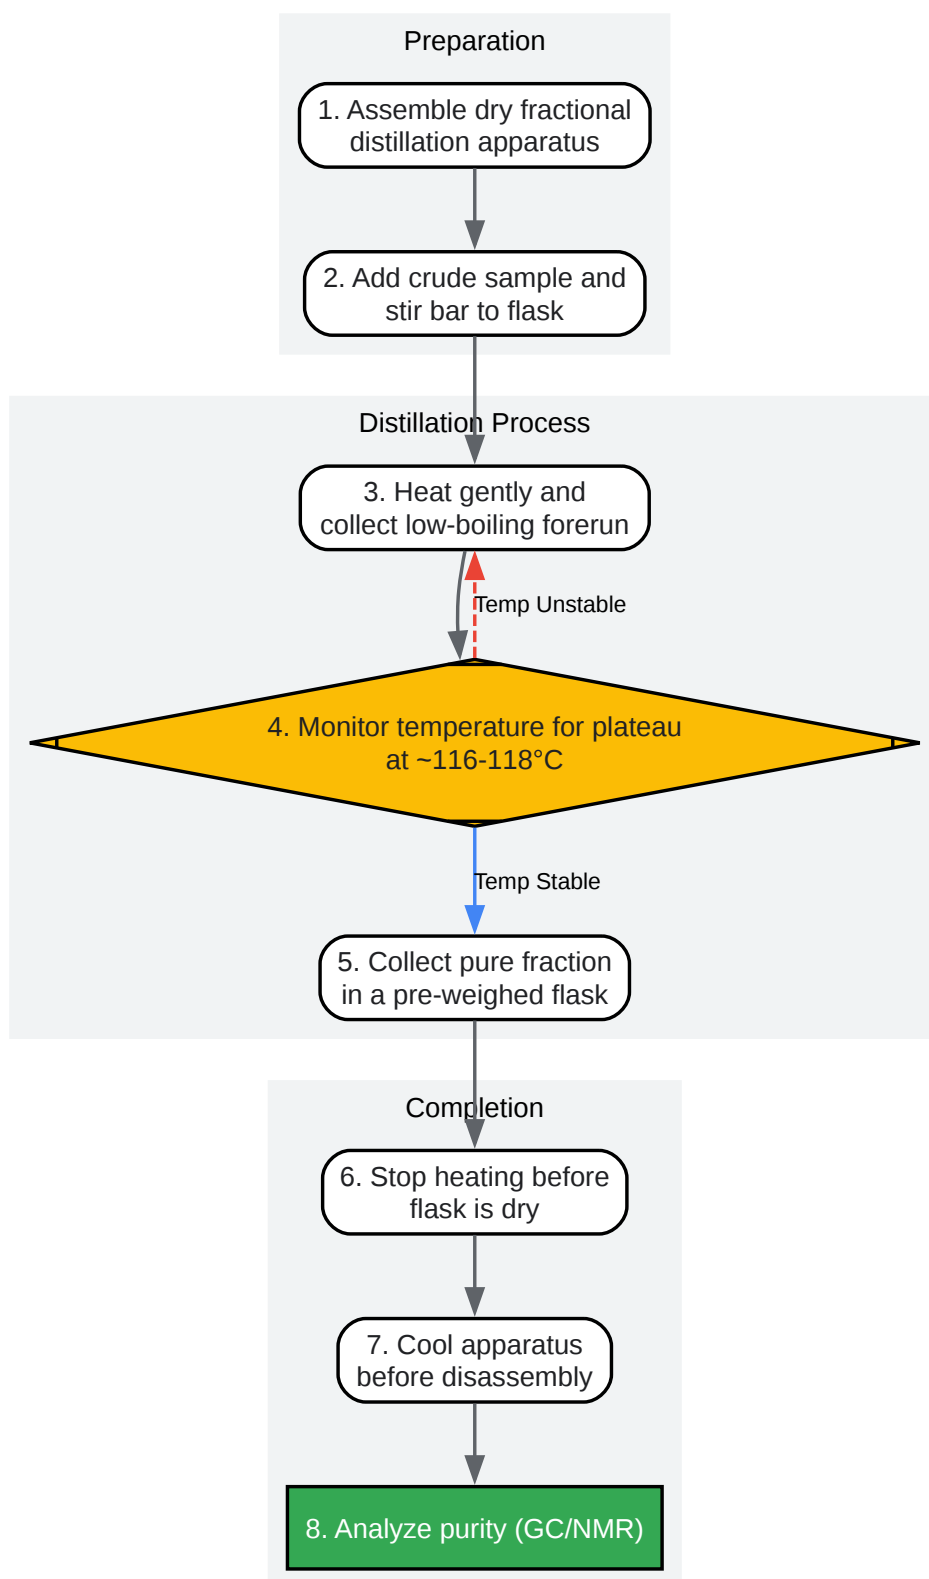 Preparation
1. Assemble dry fractional
distillation apparatus
2. Add crude sample and
stir bar to flask
Distillation Process
3. Heat gently and
collect low-boiling forerun
Temp Unstable
4. Monitor temperature for plateau
at ~116-118°C
Temp Stable
5. Collect pure fraction
in a pre-weighed flask
Completion
6. Stop heating before
flask is dry
7. Cool apparatus
before disassembly
8. Analyze purity (GC/NMR)